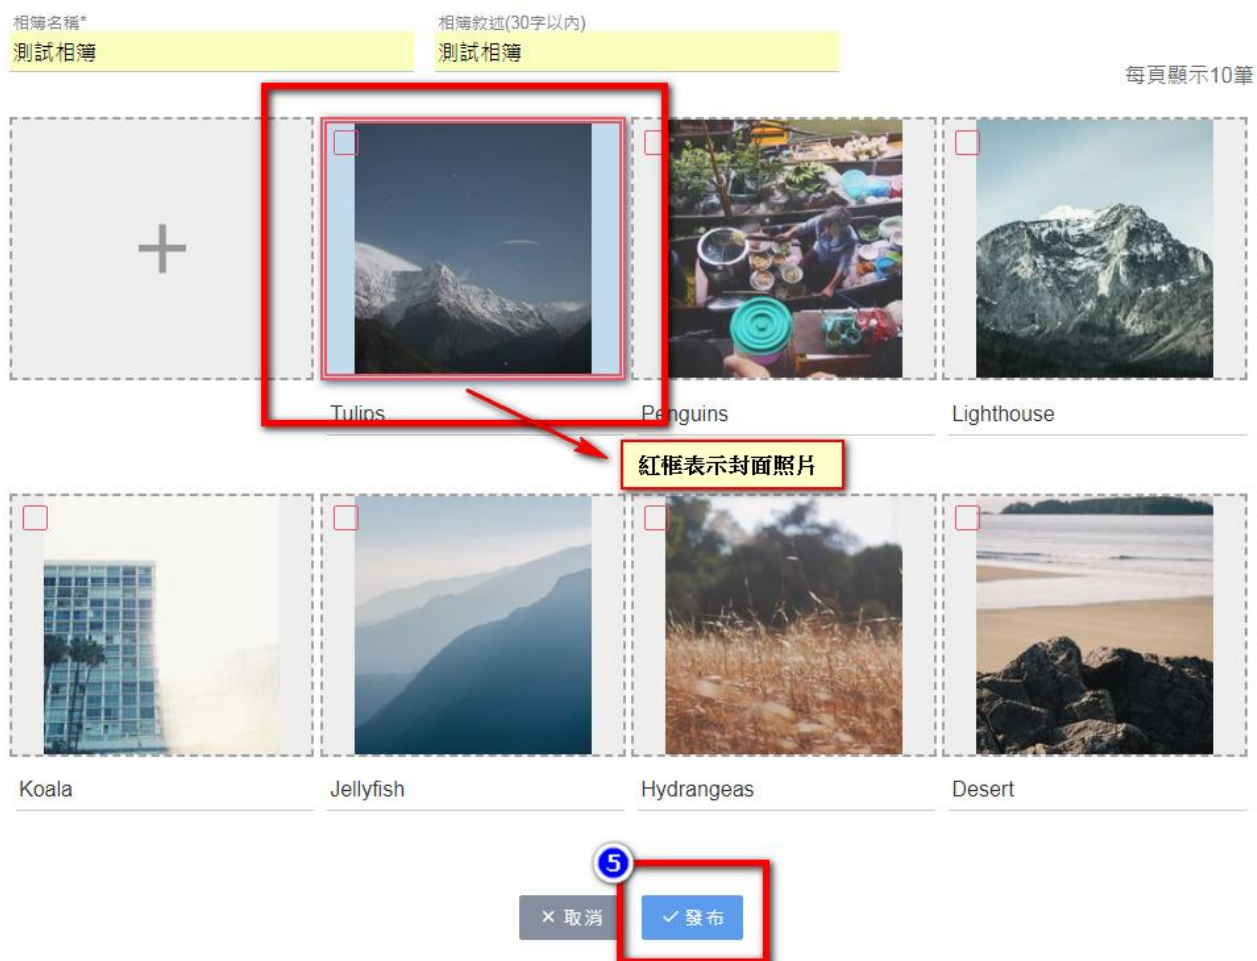 相簿名稱*
測試相簿
相簿敘述(30字以內)
測試相簿
每頁顯示10筆
Tulips
Penguins
Lighthouse
紅框表示封面照片
Koala
Jellyfish
Hydrangeas
Desert
5
取消
發布